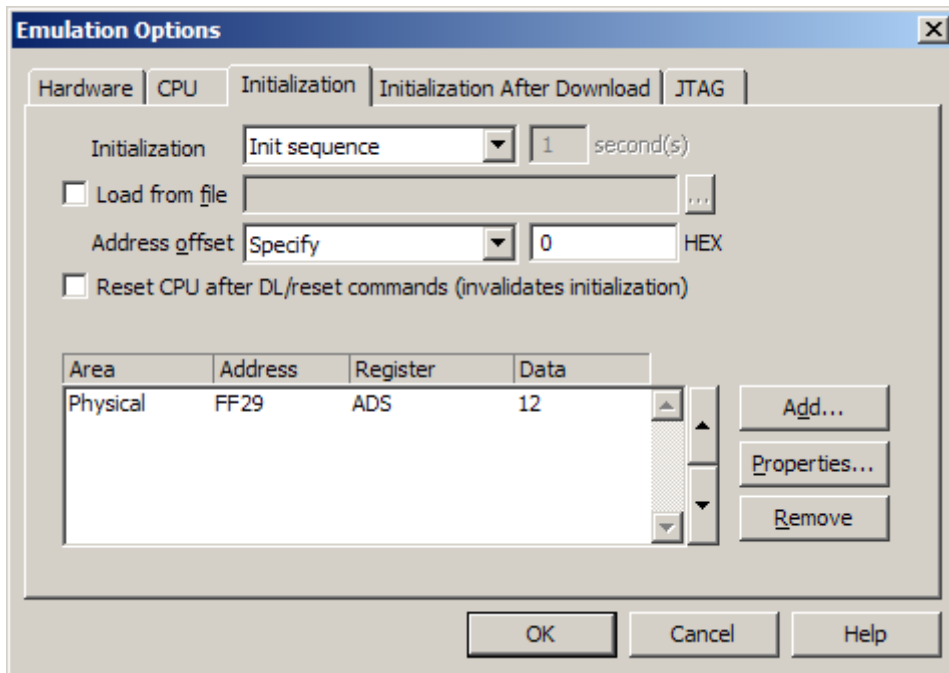 Emulation Options
Hardware CPU Initialization Initialization After Download JTAG
Initialization Init sequence 1 second(s)
Load from file ...
Address offset Specify 0 HEX
Reset CPU after DL/reset commands (invalidates initialization)
Area Address Register Data
Physical FF29 ADS 12
Add...
Properties...
Remove
OK Cancel Help